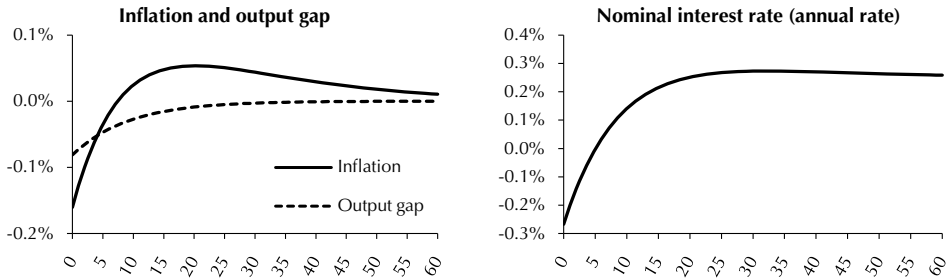 Inflation and output gap
0.1%
0.0%
-0.1%
-0.2%
Inflation
Output gap
0 5 10 15 20 25 30 35 40 45 50 55 60
Nominal interest rate (annual rate)
0.4%
0.3%
0.2%
0.1%
0.0%
-0.1%
-0.2%
-0.3%
0 5 10 15 20 25 30 35 40 45 50 55 60